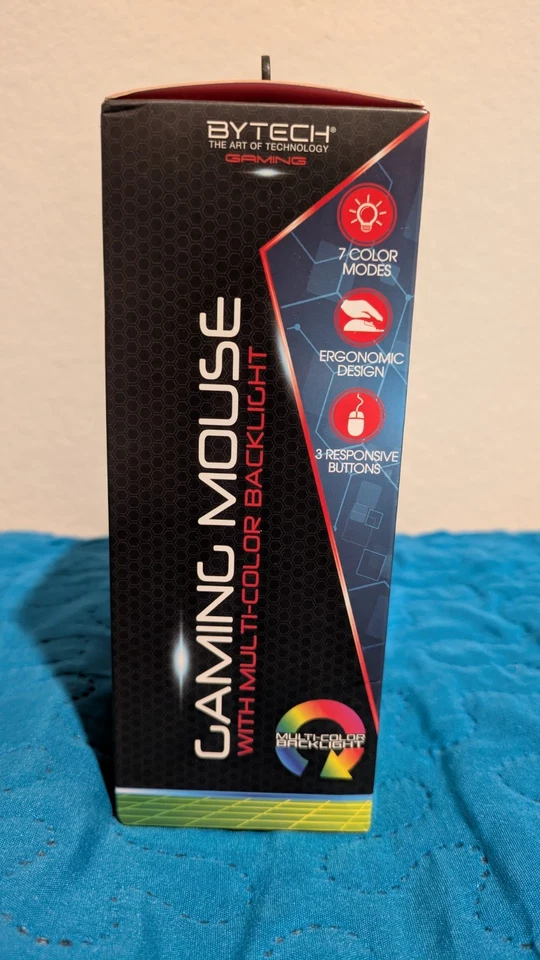 BYTECH®
THE ART OF TECHNOLOGY
GAMING
7 COLOR
MODES
ERGONOMIC
DESIGN
3 RESPONSIVE
BUTTONS
GAMING MOUSE
WITH MULTI-COLOR BACKLIGHT
MULTI-COLOR
BACKLIGHT